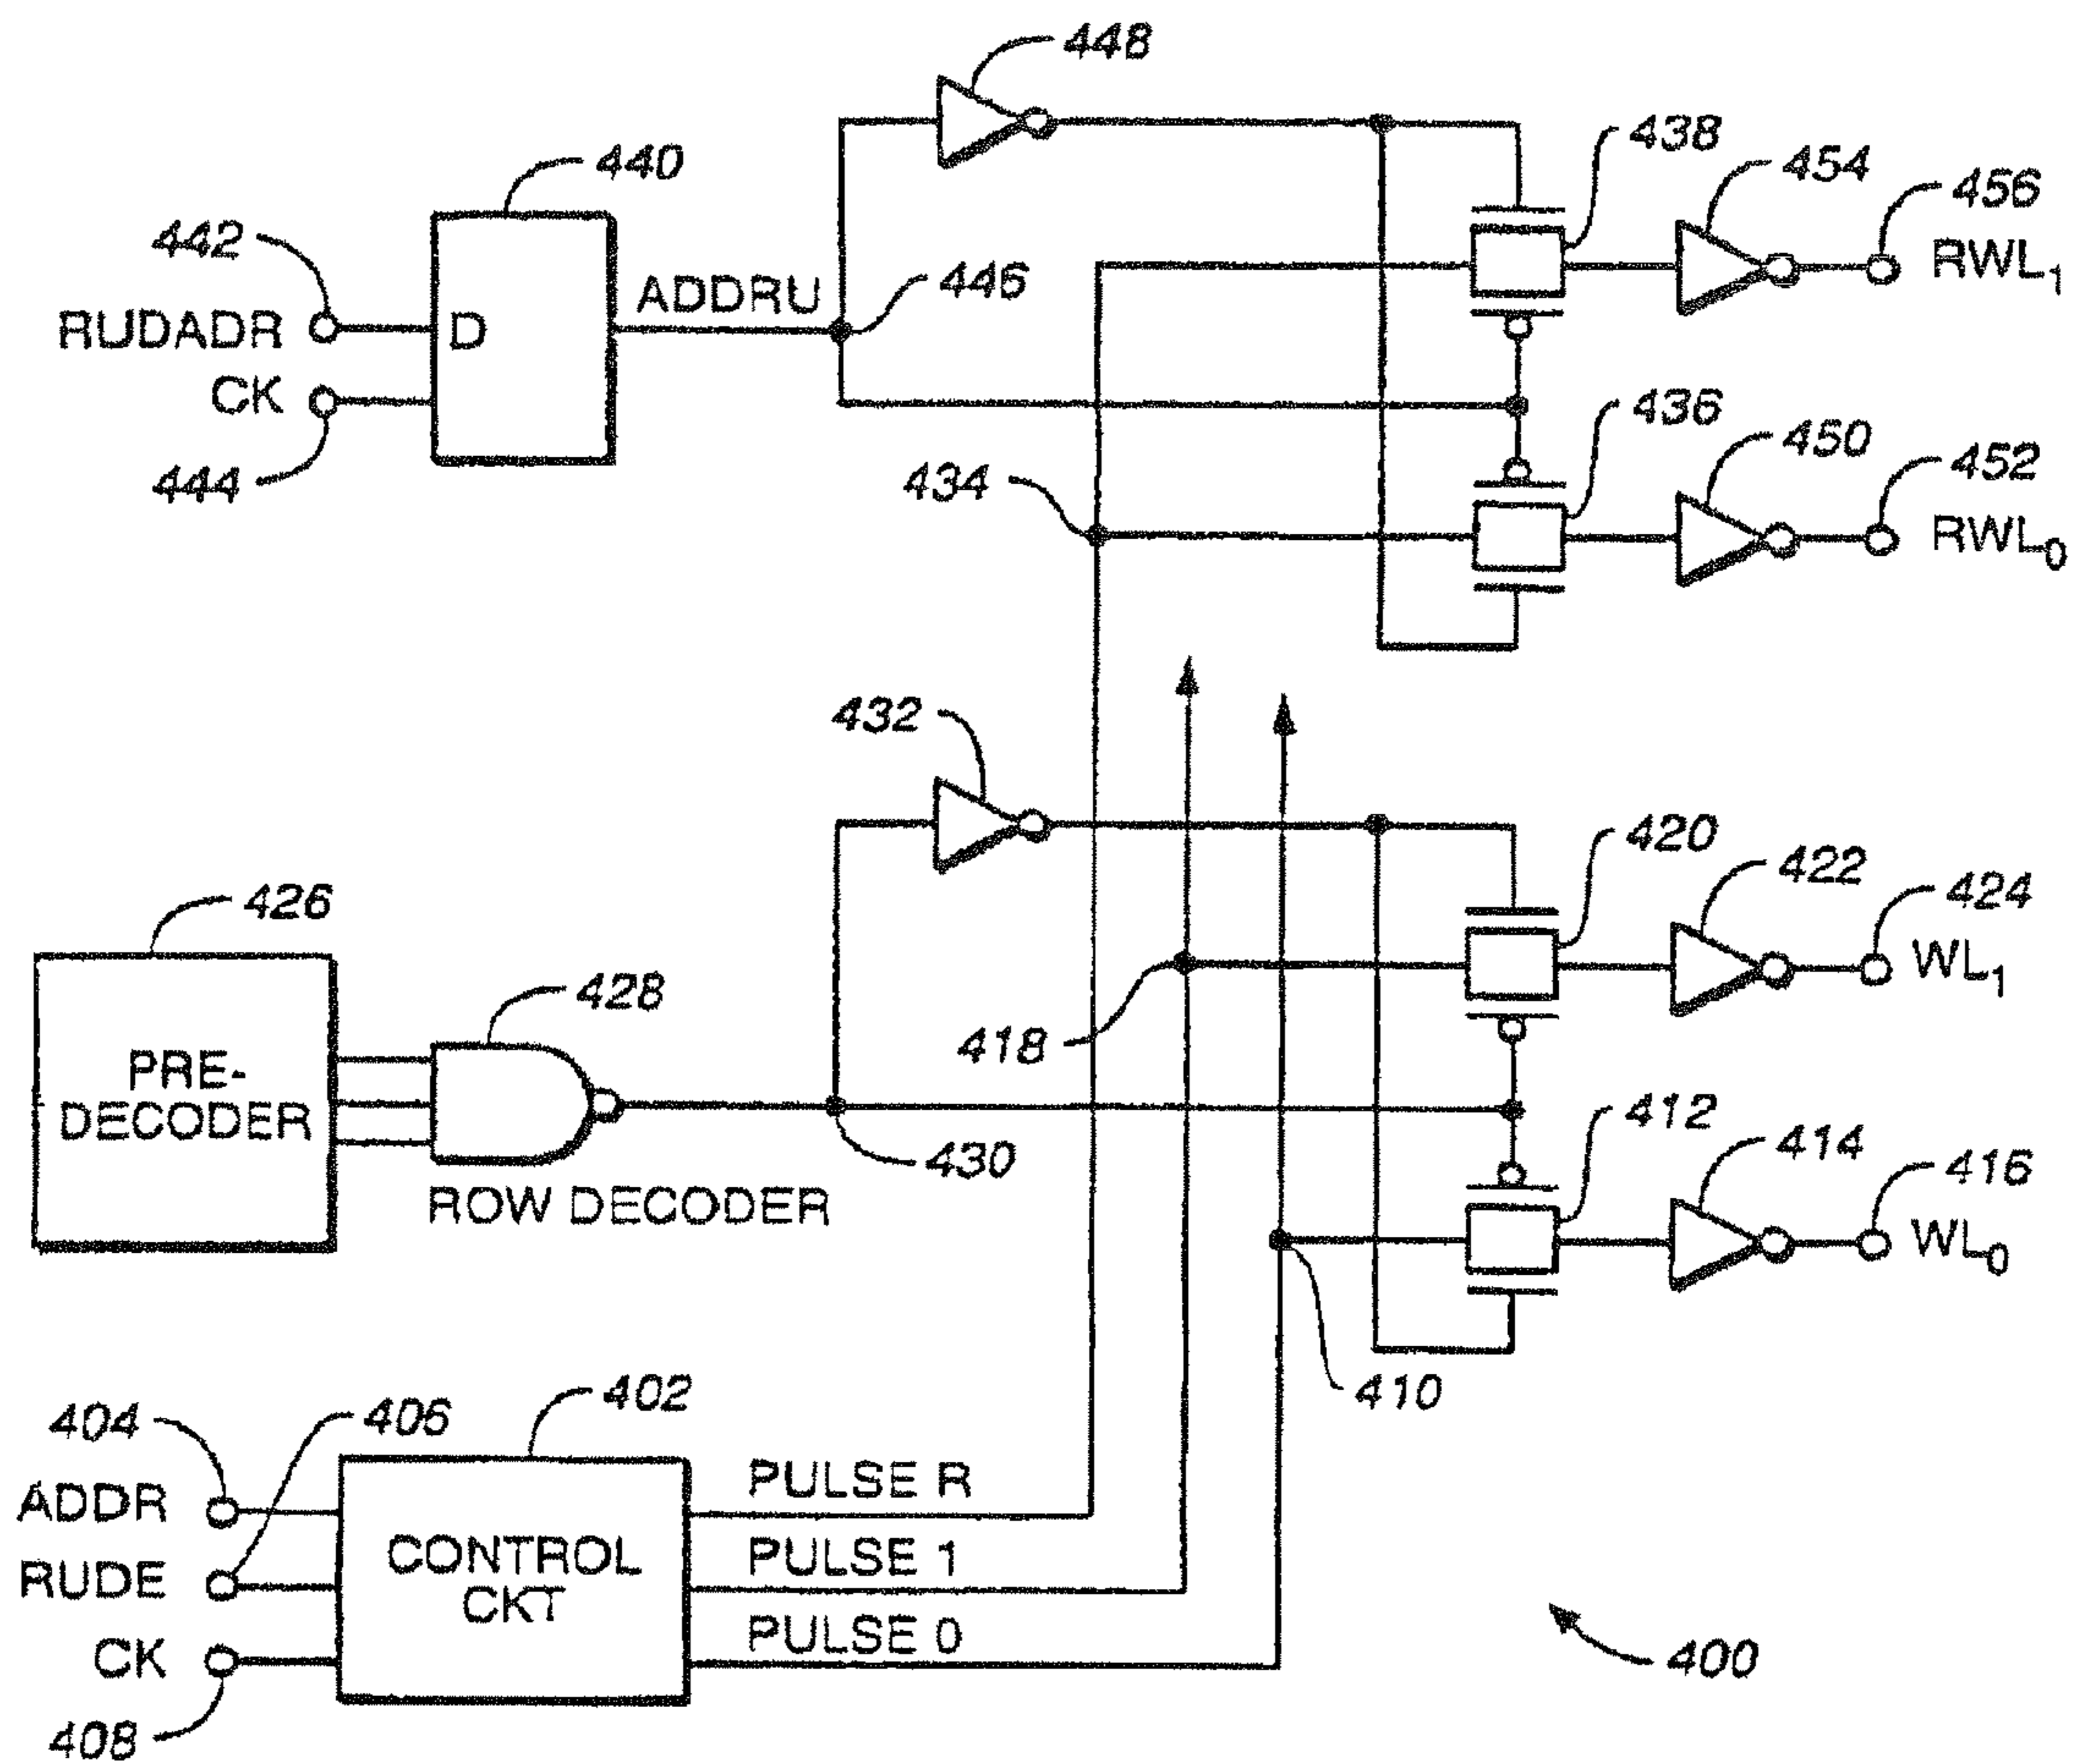 448
440
438
454
456
442
446
RWL1
ADDRU
RUDADR
D
CK
436
450
452
444
434
RWL0
432
420
422
424
426
WL1
428
418
PRE-
DECODER
412
414
416
430
ROW DECODER
WL0
410
402
404
406
PULSE R
ADDR
CONTROL
CKT
PULSE 1
RUDE
PULSE 0
CK
400
408